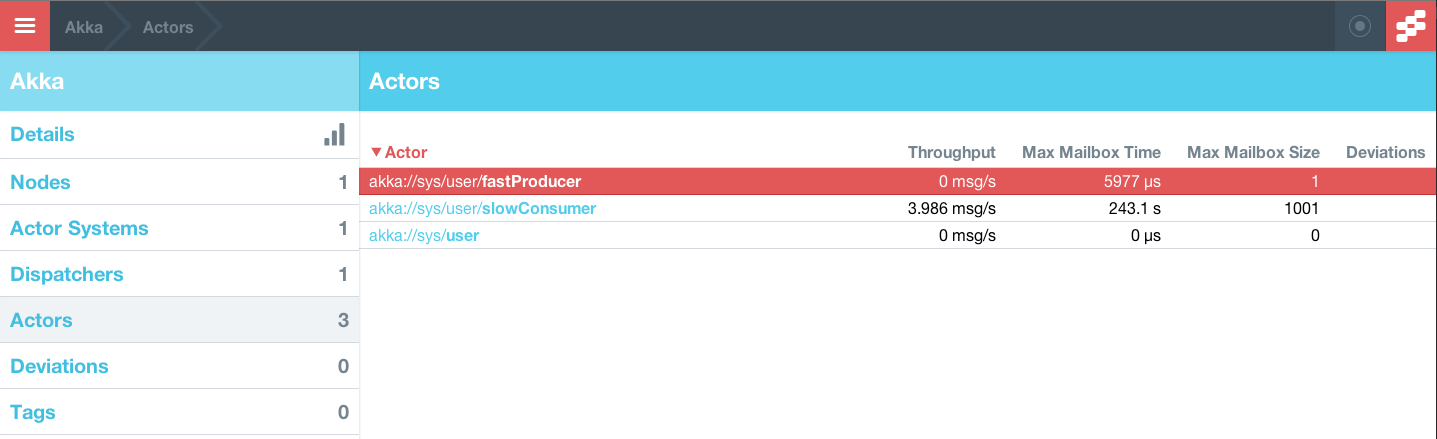 Akka Actors
Akka
Details
Nodes 1
Actor Systems 1
Dispatchers 1
Actors 3
Deviations 0
Tags 0
Actors
▼ Actor Throughput Max Mailbox Time Max Mailbox Size Deviations
akka://sys/user/fastProducer 0 msg/s 5977 µs 1
akka://sys/user/slowConsumer 3.986 msg/s 243.1 s 1001
akka://sys/user 0 msg/s 0 µs 0